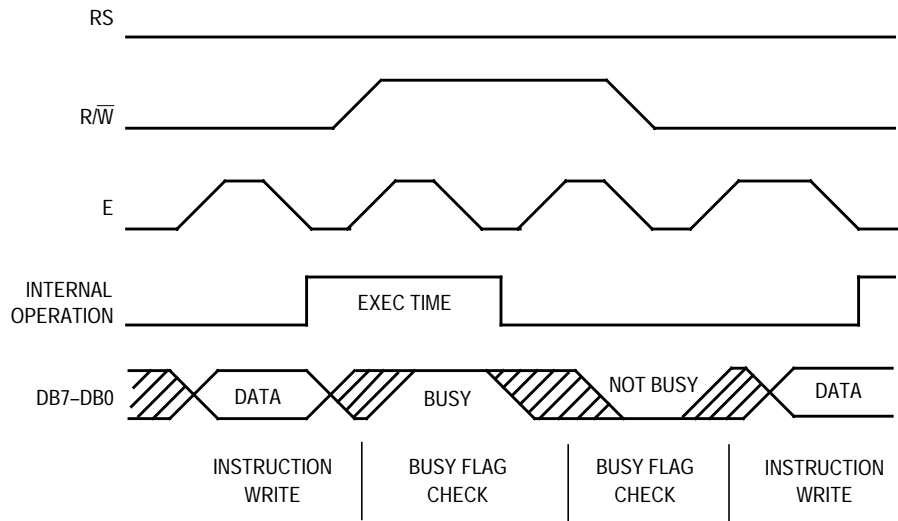 RS
R/W̅
E
INTERNAL
OPERATION
EXEC TIME
DB7–DB0
DATA
BUSY
NOT BUSY
DATA
INSTRUCTION
WRITE
BUSY FLAG
CHECK
BUSY FLAG
CHECK
INSTRUCTION
WRITE